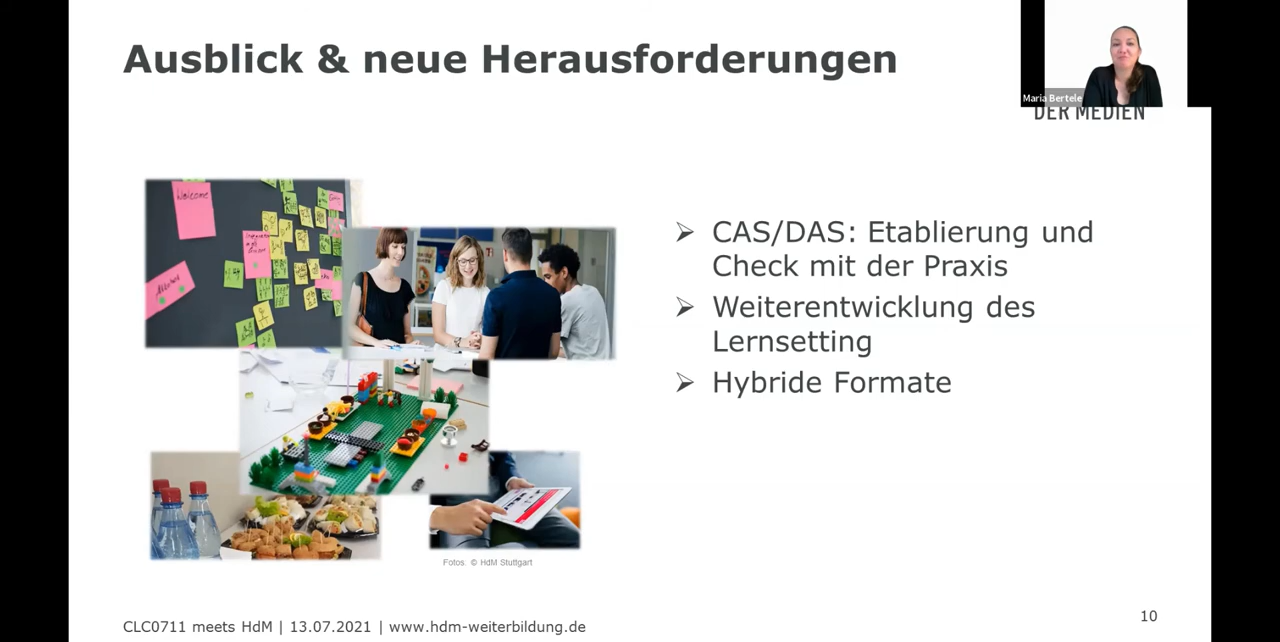 Ausblick & neue Herausforderungen
Maria Bertele
DER MEDIEN
Welcome
➢ CAS/DAS: Etablierung und
Check mit der Praxis
➢ Weiterentwicklung des
Lernsetting
➢ Hybride Formate
Fotos. © HdM Stuttgart
CLC0711 meets HdM | 13.07.2021 | www.hdm-weiterbildung.de
10